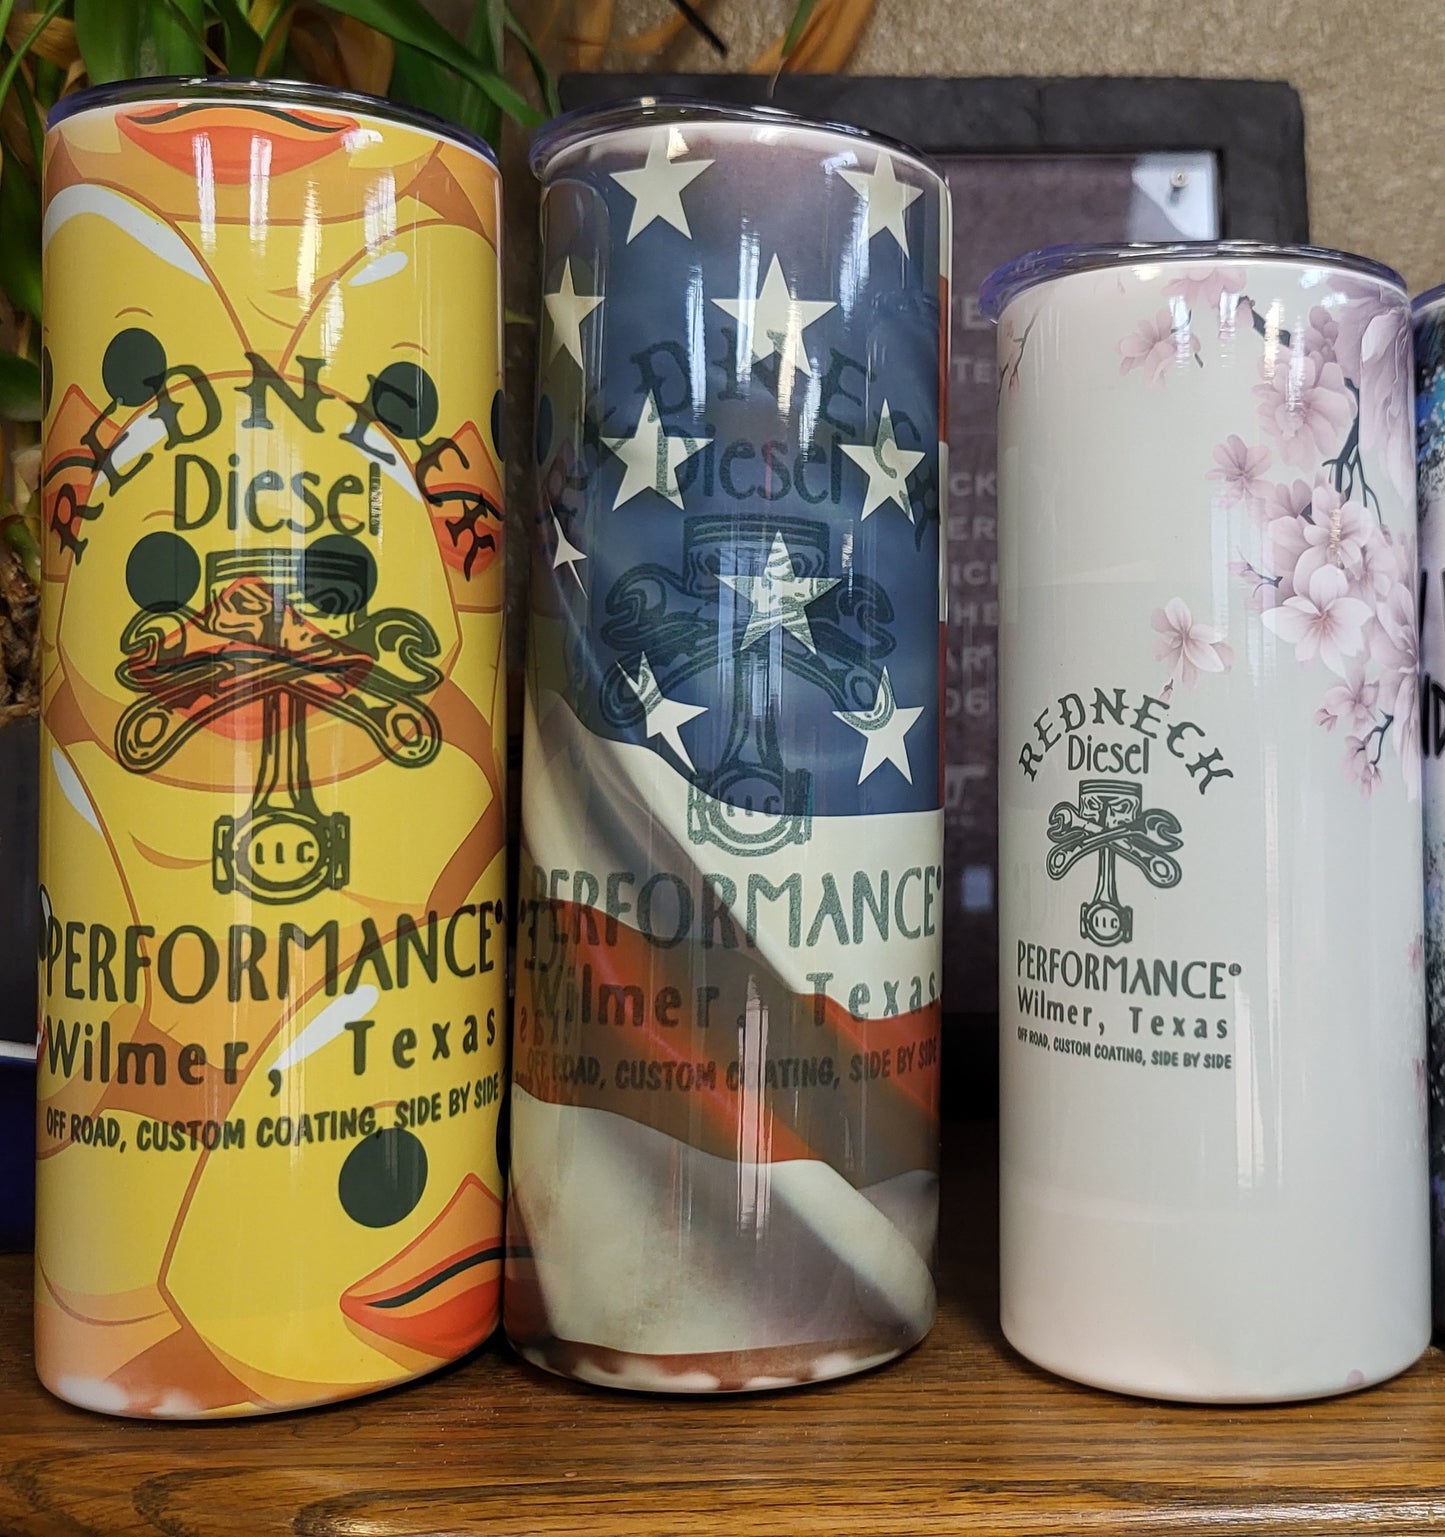 REDNECK
Diesel
LLC
PERFORMANCE®
Wilmer, Texas
OFF ROAD, CUSTOM COATING, SIDE BY SIDE
REDNECK
Diesel
LLC
PERFORMANCE®
Wilmer, Texas
OFF ROAD, CUSTOM COATING, SIDE BY SIDE
REDNECK
Diesel
LLC
PERFORMANCE®
Wilmer, Texas
OFF ROAD, CUSTOM COATING, SIDE BY SIDE